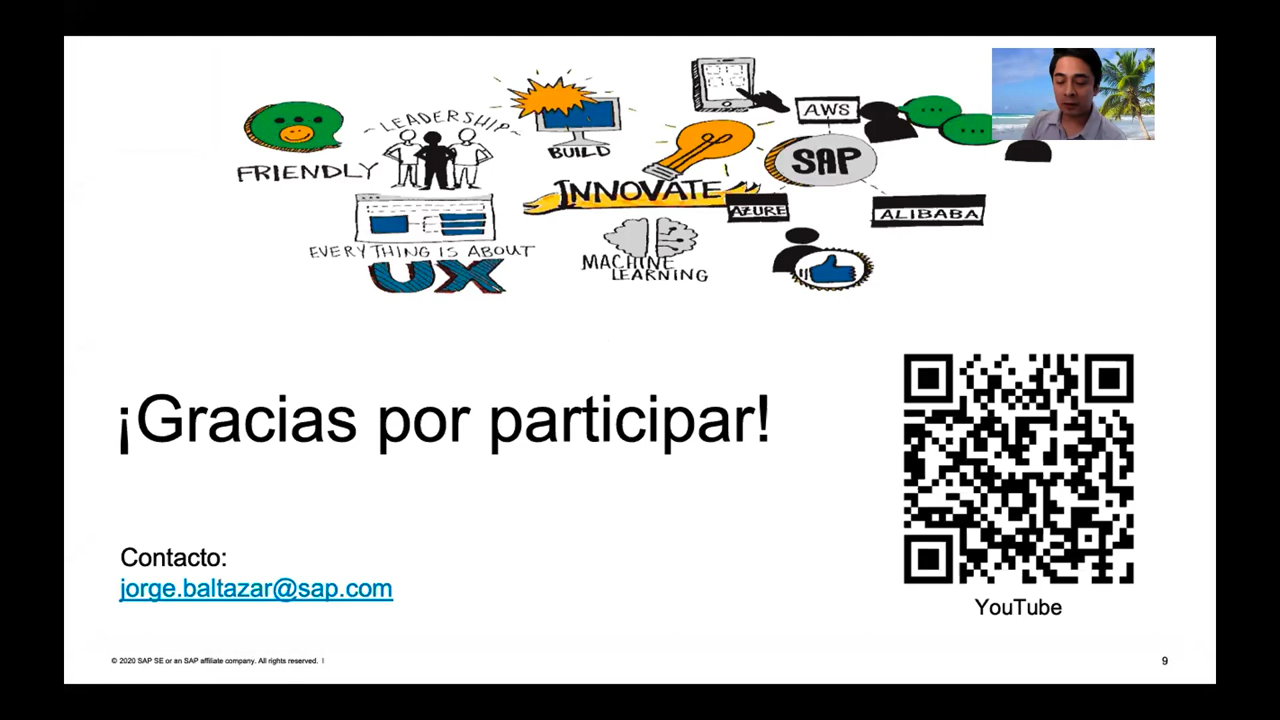 FRIENDLY
LEADERSHIP
BUILD
INNOVATE
AWS
SAP
AZURE
ALIBABA
EVERYTHING IS ABOUT
UX
MACHINE
LEARNING
¡Gracias por participar!
Contacto:
jorge.baltazar@sap.com
YouTube
© 2020 SAP SE or an SAP affiliate company. All rights reserved. I
9